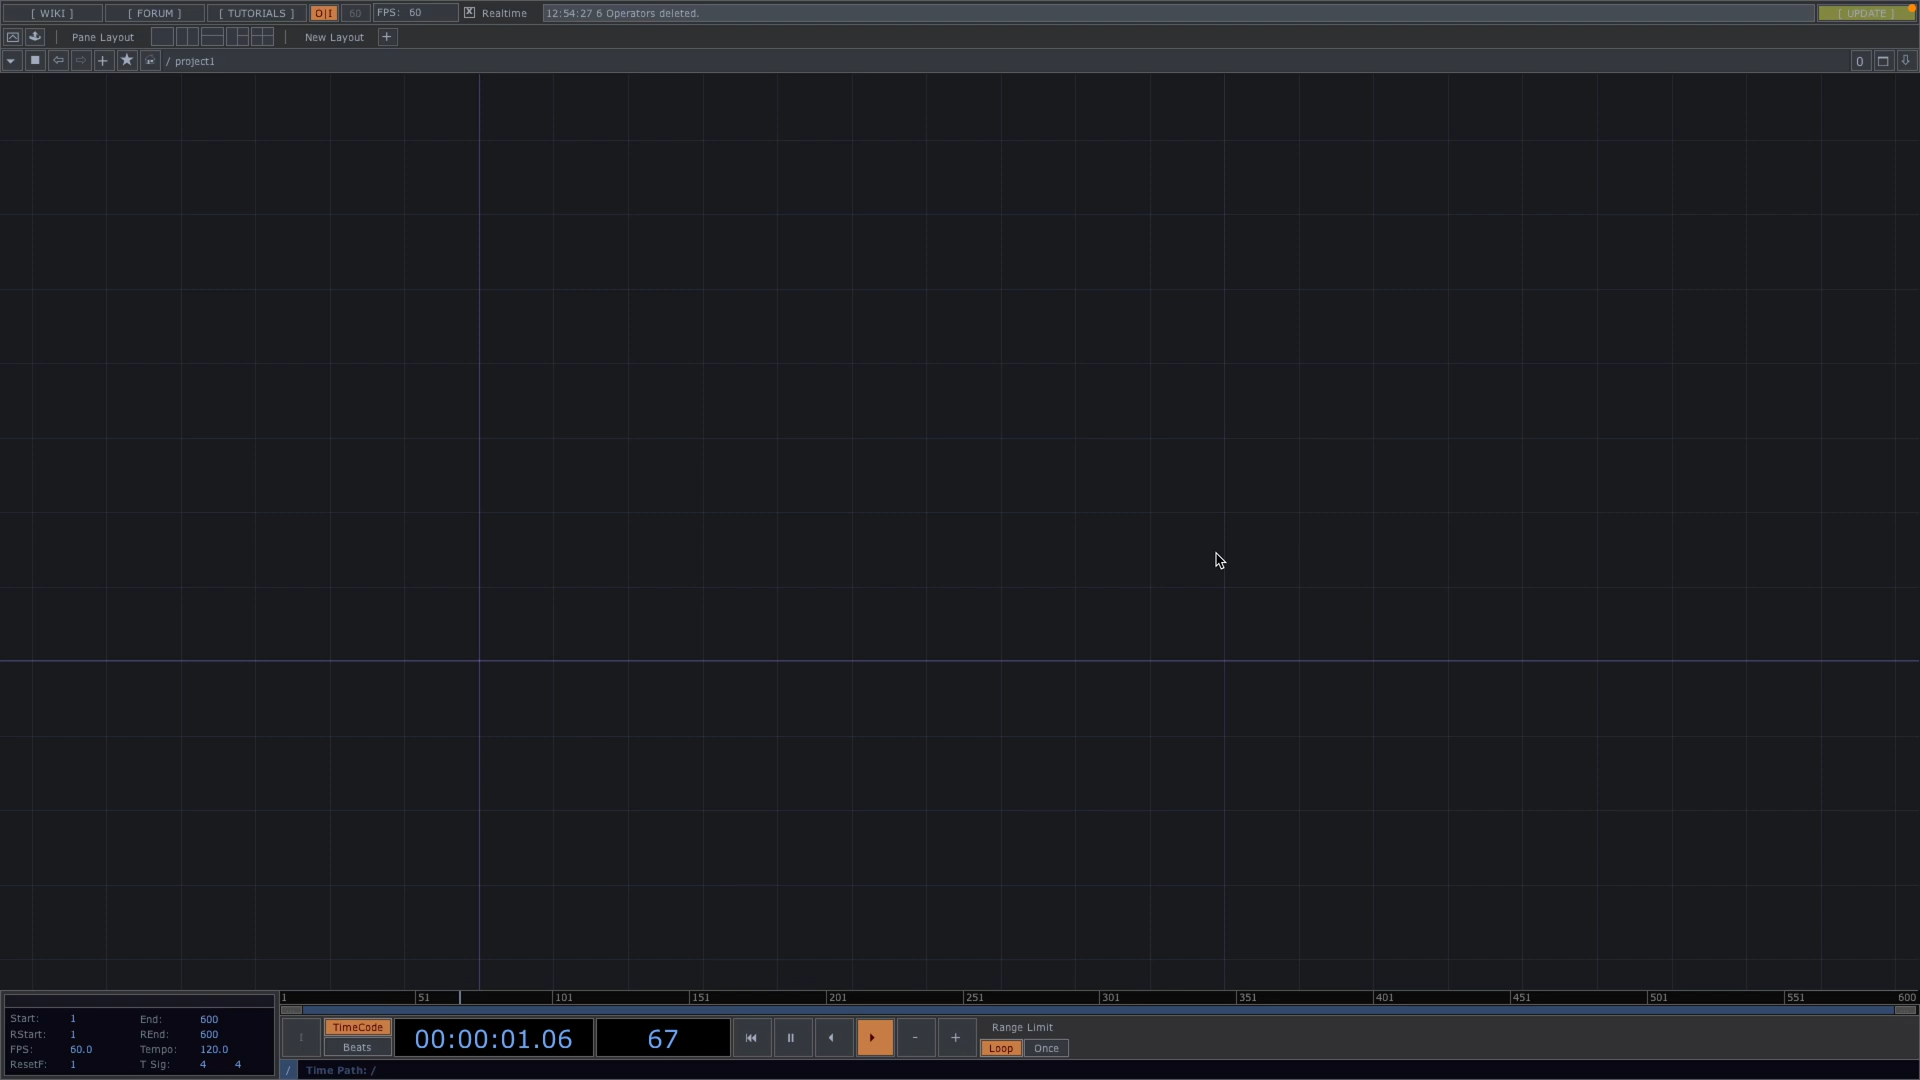 [ WIKI ] [ FORUM ] [ TUTORIALS ] O|I 60 FPS: 60 Realtime 12:54:27 6 Operators deleted. [ UPDATE ]
Pane Layout New Layout +
+ / project1 0
1 51 101 151 201 251 301 351 401 451 501 551 600
Start: 1 End: 600
RStart: 1 REnd: 600
FPS: 60.0 Tempo: 120.0
ResetF: 1 T Sig: 4 4
1 TimeCode 00:00:01.06 67 - + Range Limit
Beats Loop Once
/ Time Path: /